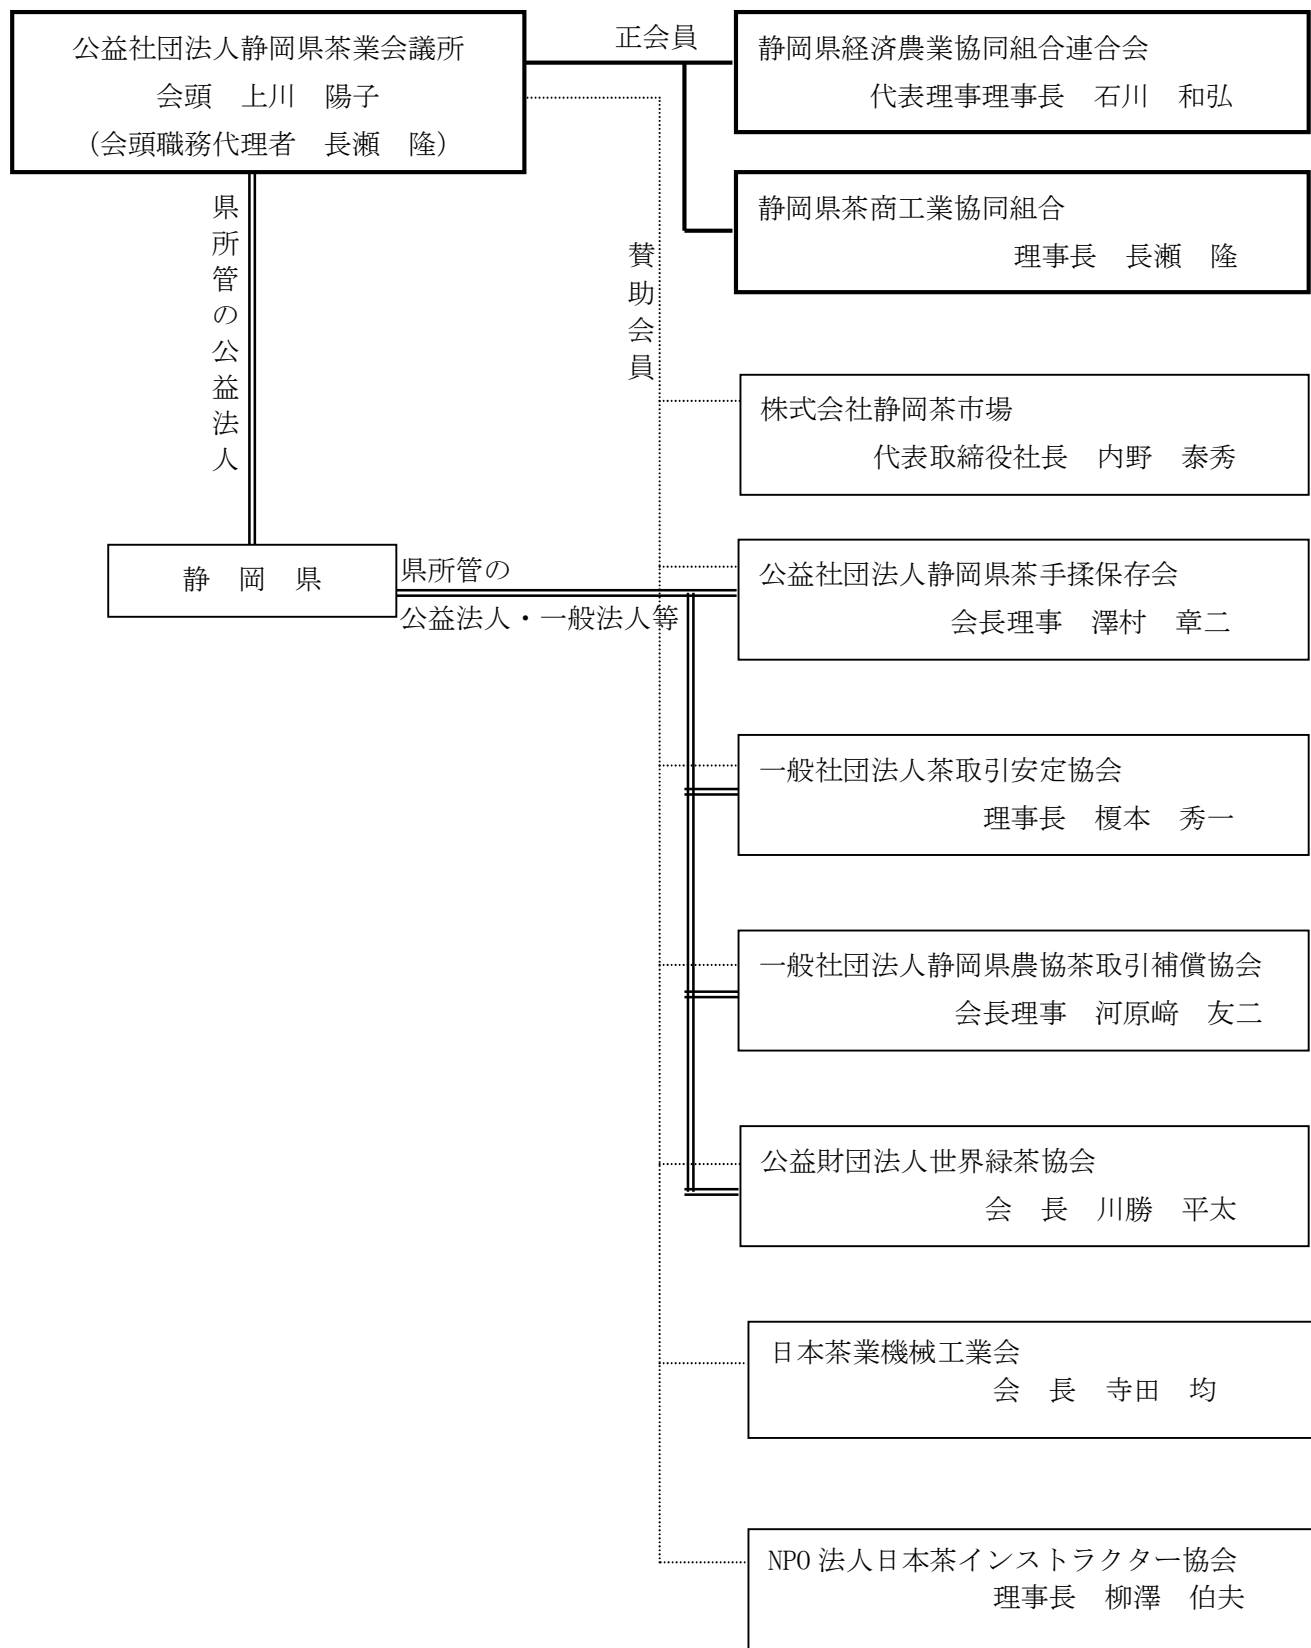 公益社団法人静岡県茶業会議所
会頭　上川　陽子
（会頭職務代理者　長瀬　隆）
正会員
静岡県経済農業協同組合連合会
代表理事理事長　石川　和弘
静岡県茶商工業協同組合
理事長　長瀬　隆
県所管の公益法人
賛助会員
株式会社静岡茶市場
代表取締役社長　内野　泰秀
静　岡　県
県所管の
公益法人・一般法人等
公益社団法人静岡県茶手揉保存会
会長理事　澤村　章二
一般社団法人茶取引安定協会
理事長　榎本　秀一
一般社団法人静岡県農協茶取引補償協会
会長理事　河原﨑　友二
公益財団法人世界緑茶協会
会　長　川勝　平太
日本茶業機械工業会
会　長　寺田　均
NPO 法人日本茶インストラクター協会
理事長　柳澤　伯夫